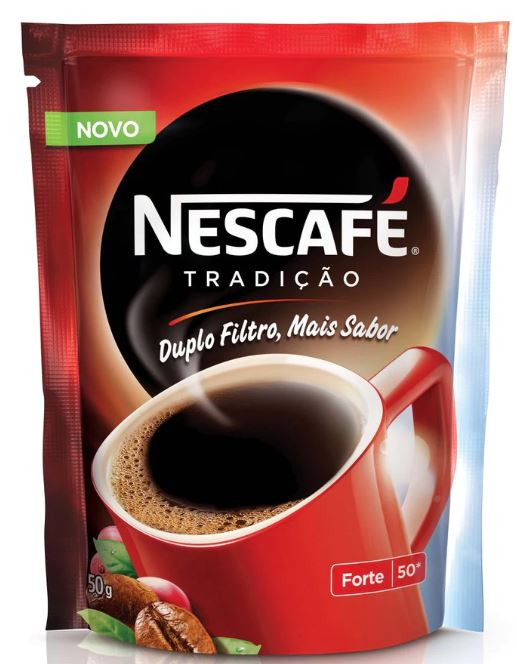 NOVO
NESCAFÉ®
TRADIÇÃO
Duplo Filtro, Mais Sabor
50g
Forte 50*